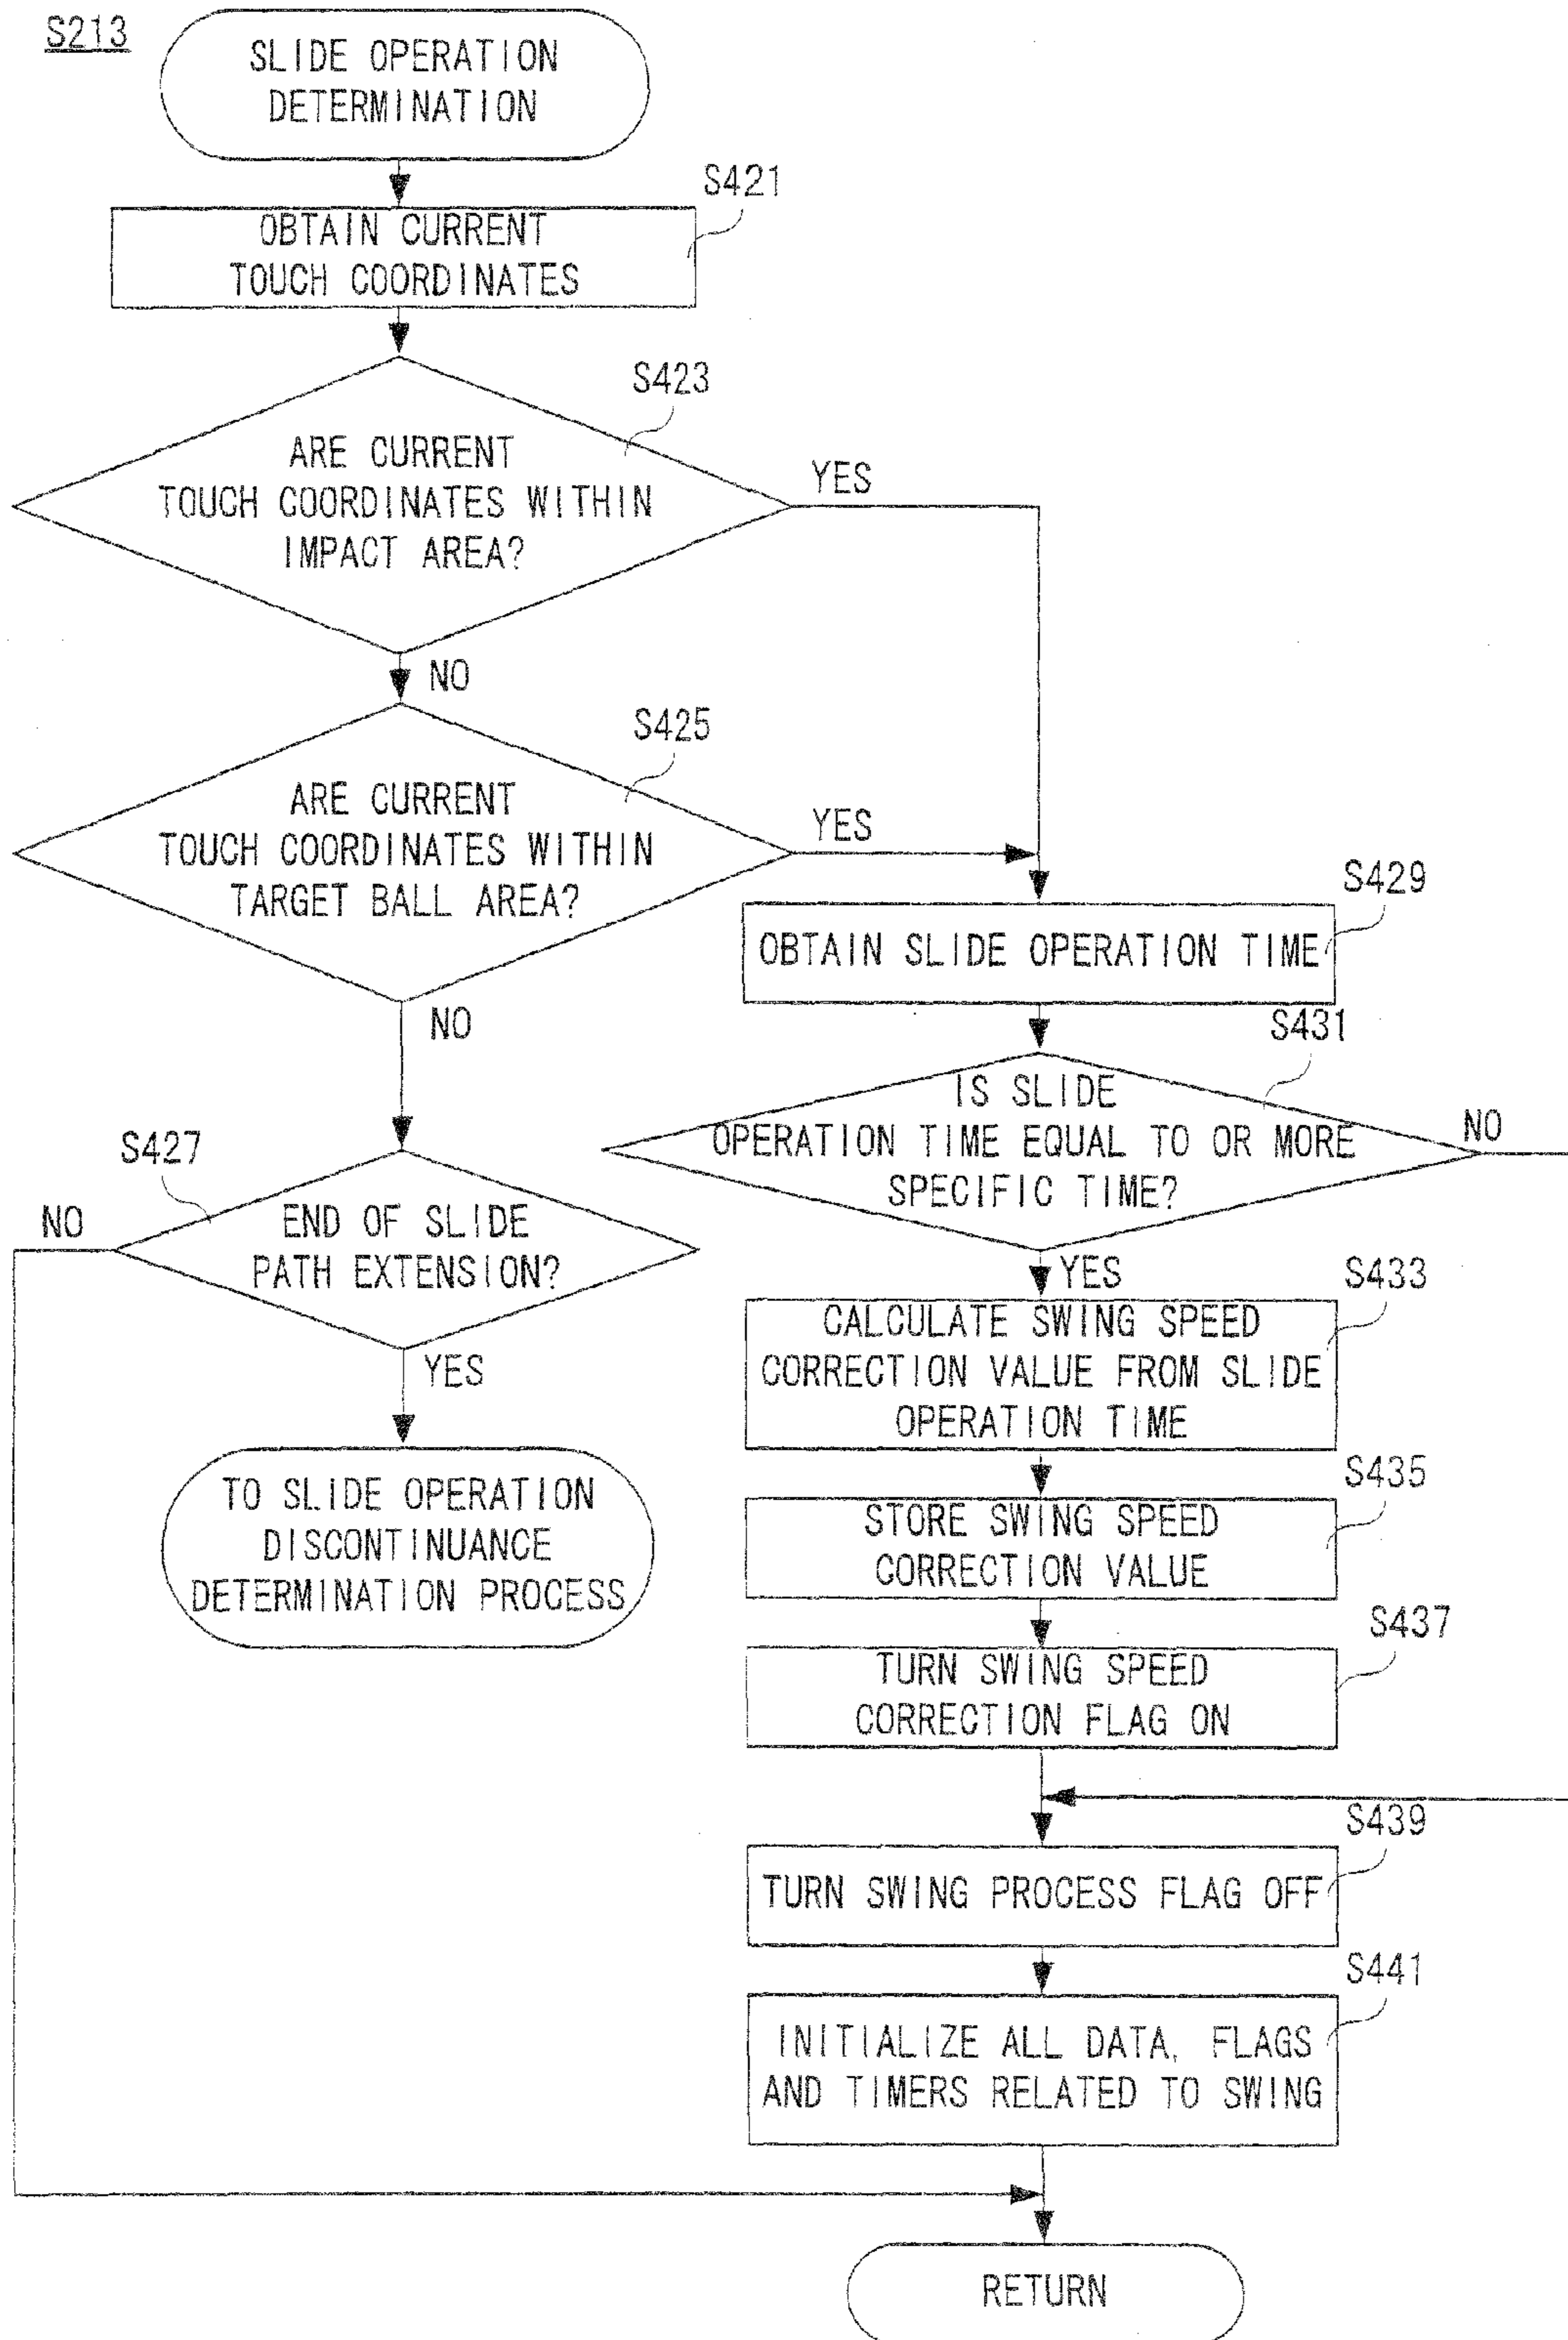 S213
SLIDE OPERATION
DETERMINATION
S421
OBTAIN CURRENT
TOUCH COORDINATES
S423
ARE CURRENT
TOUCH COORDINATES WITHIN
IMPACT AREA?
YES
NO
S425
ARE CURRENT
TOUCH COORDINATES WITHIN
TARGET BALL AREA?
YES
NO
S429
OBTAIN SLIDE OPERATION TIME
S431
IS SLIDE
OPERATION TIME EQUAL TO OR MORE
SPECIFIC TIME?
NO
YES
S427
END OF SLIDE
PATH EXTENSION?
NO
YES
TO SLIDE OPERATION
DISCONTINUANCE
DETERMINATION PROCESS
S433
CALCULATE SWING SPEED
CORRECTION VALUE FROM SLIDE
OPERATION TIME
S435
STORE SWING SPEED
CORRECTION VALUE
S437
TURN SWING SPEED
CORRECTION FLAG ON
S439
TURN SWING PROCESS FLAG OFF
S441
INITIALIZE ALL DATA, FLAGS
AND TIMERS RELATED TO SWING
RETURN